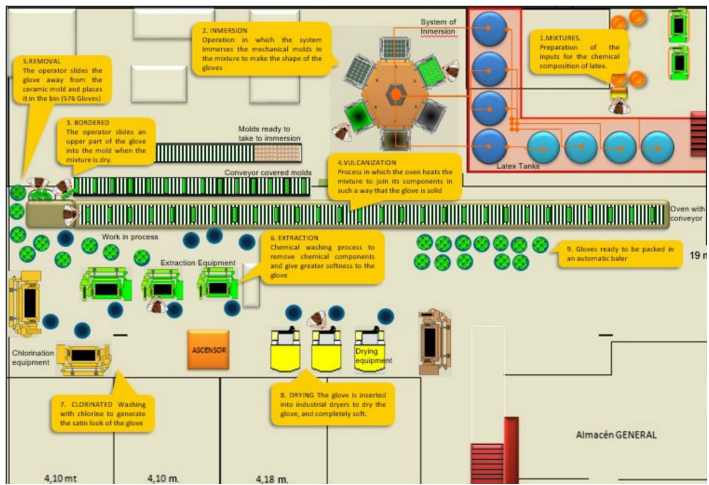 2. INMERSION
Operation in which the system
immerses the mechanical molds in
the mixture to make the shape of the
gloves
System of
Inmersion
1.MIXTURES.
Preparation of the
inputs for the chemical
composition of latex.
5.REMOVAL
The operator slides the
glove away from the
ceramic mold and places
it in the bin (576 Gloves)
3. BORDERED
The operator slides an
upper part of the glove
into the mold when the
mixture is dry.
Molds ready to
take to immersion
Conveyor covered molds
4.VULCANIZATION
Process in which the oven heats the
mixture to join its components in
such a way that the glove is solid
Latex Tanks
Oven with
conveyor
Work in process
6. EXTRACTION
Chemical washing process to
remove chemical components
and give greater softness to the
glove
9. Gloves ready to be packed in
an automatic baler
19 m
Extraction Equipment
Chlorination
equipment
ASCENSOR
Drying
equipment
7. CLORINATED Washing
with chlorine to generate
the satin look of the glove
8. DRYING The glove is inserted
into industrial dryers to dry the
glove, and completely soft.
Almacén GENERAL
4,10 mt
4,10 m.
4,18 m.